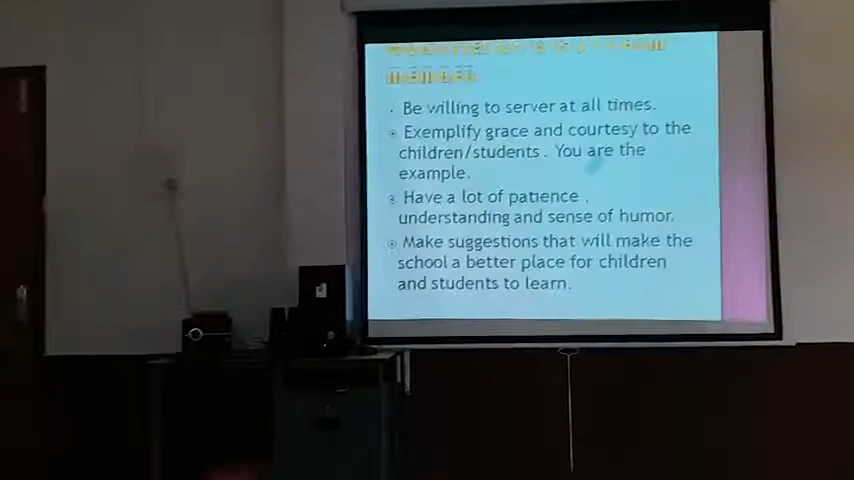 MEMBER
Be willing to server at all times.
Exemplify grace and courtesy to the
children/students . You are the
example.
Have a lot of patience ,
understanding and sense of humor.
Make suggestions that will make the
school a better place for children
and students to learn.